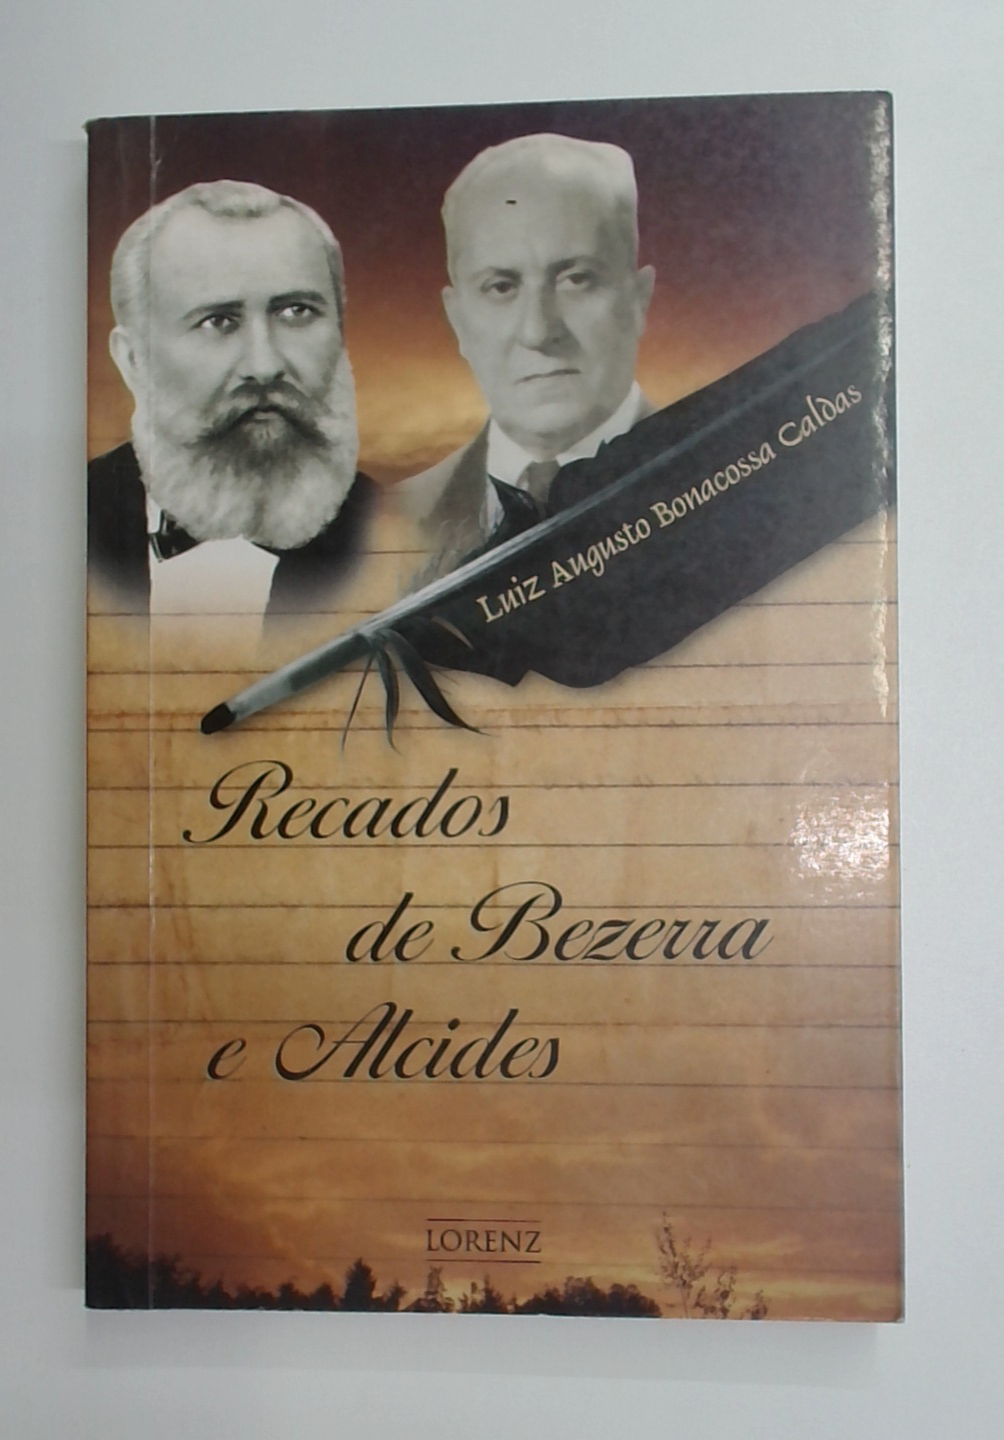 Luiz Augusto Bonacossa Caldas
Recados
de Bezerra
e Alcides
LORENZ